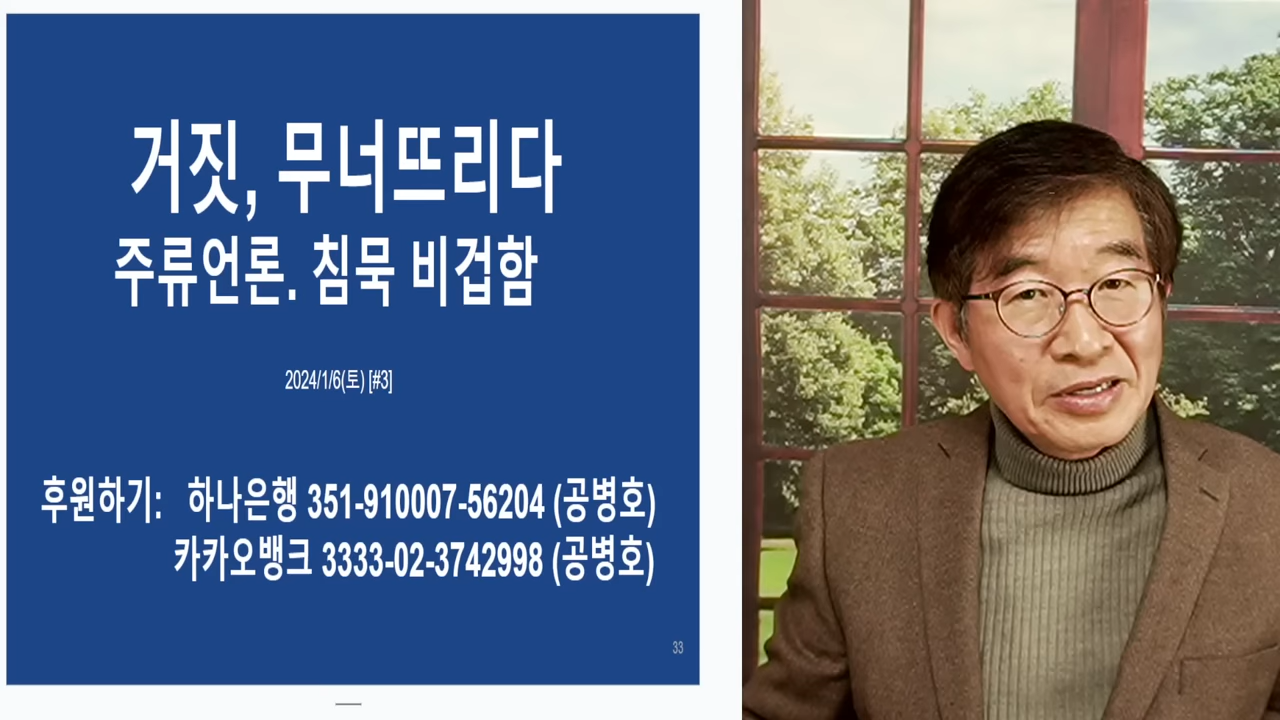 거짓, 무너뜨리다
주류언론. 침묵 비겁함
2024/1/6(토) [#3]
후원하기: 하나은행 351-910007-56204 (공병호)
카카오뱅크 3333-02-3742998 (공병호)
33